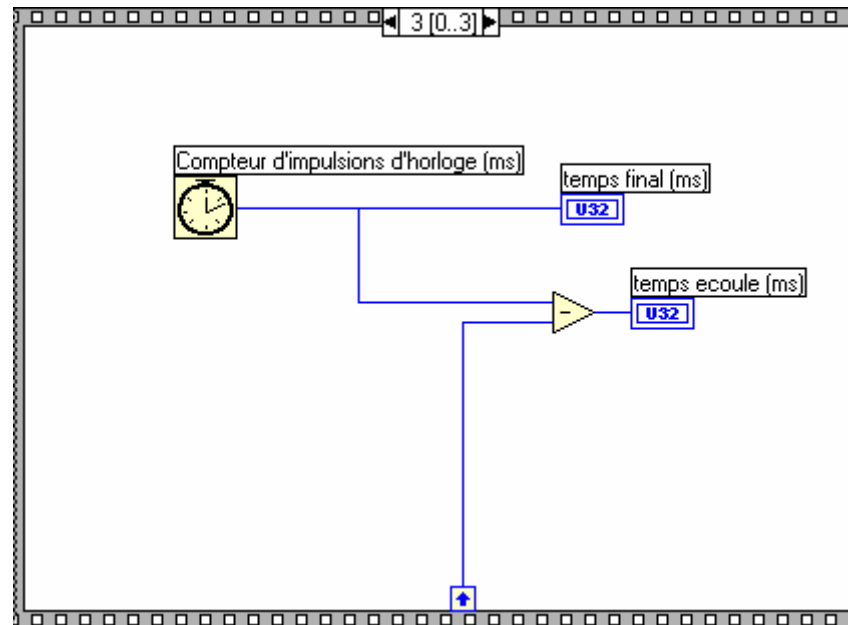 3 [0..3]
Compteur d'impulsions d'horloge (ms)
temps final (ms)
U32
temps ecoule (ms)
U32